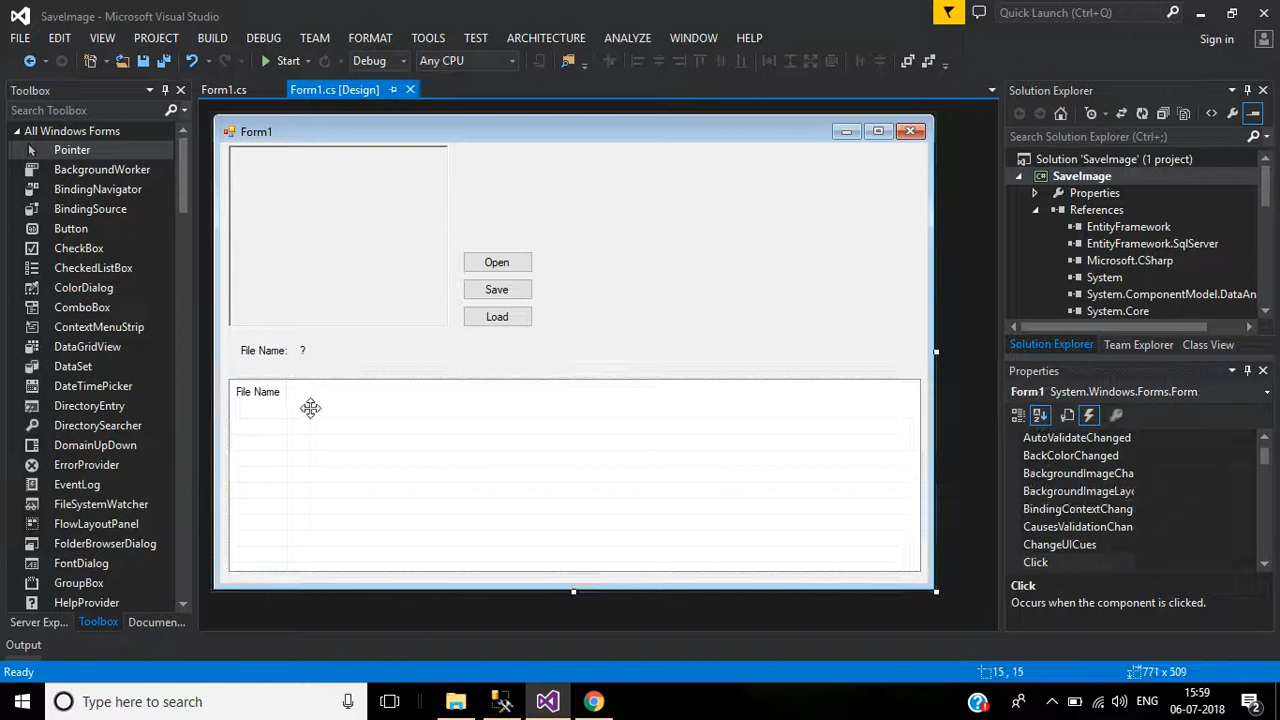 SaveImage - Microsoft Visual Studio
Quick Launch (Ctrl+Q)
FILE EDIT VIEW PROJECT BUILD DEBUG TEAM FORMAT TOOLS TEST ARCHITECTURE ANALYZE WINDOW HELP
Sign in
Start Debug Any CPU
Toolbox
Search Toolbox
All Windows Forms
Pointer
BackgroundWorker
BindingNavigator
BindingSource
Button
CheckBox
CheckedListBox
ColorDialog
ComboBox
ContextMenuStrip
DataGridView
DataSet
DateTimePicker
DirectoryEntry
DirectorySearcher
DomainUpDown
ErrorProvider
EventLog
FileSystemWatcher
FlowLayoutPanel
FolderBrowserDialog
FontDialog
GroupBox
HelpProvider
Server Exp... Toolbox Documen...
Output
Form1.cs Form1.cs [Design]
Form1
Open
Save
Load
File Name: ?
File Name
Solution Explorer
Search Solution Explorer (Ctrl+;)
Solution 'SaveImage' (1 project)
SaveImage
Properties
References
EntityFramework
EntityFramework.SqlServer
Microsoft.CSharp
System
System.ComponentModel.DataAn
System.Core
Solution Explorer Team Explorer Class View
Properties
Form1 System.Windows.Forms.Form
AutoValidateChanged
BackColorChanged
BackgroundImageCha
BackgroundImageLayo
BindingContextChang
CausesValidationChan
ChangeUICues
Click
Click
Occurs when the component is clicked.
Ready
15 , 15
771 x 509
Type here to search
ENG
15:59
06-07-2018
2